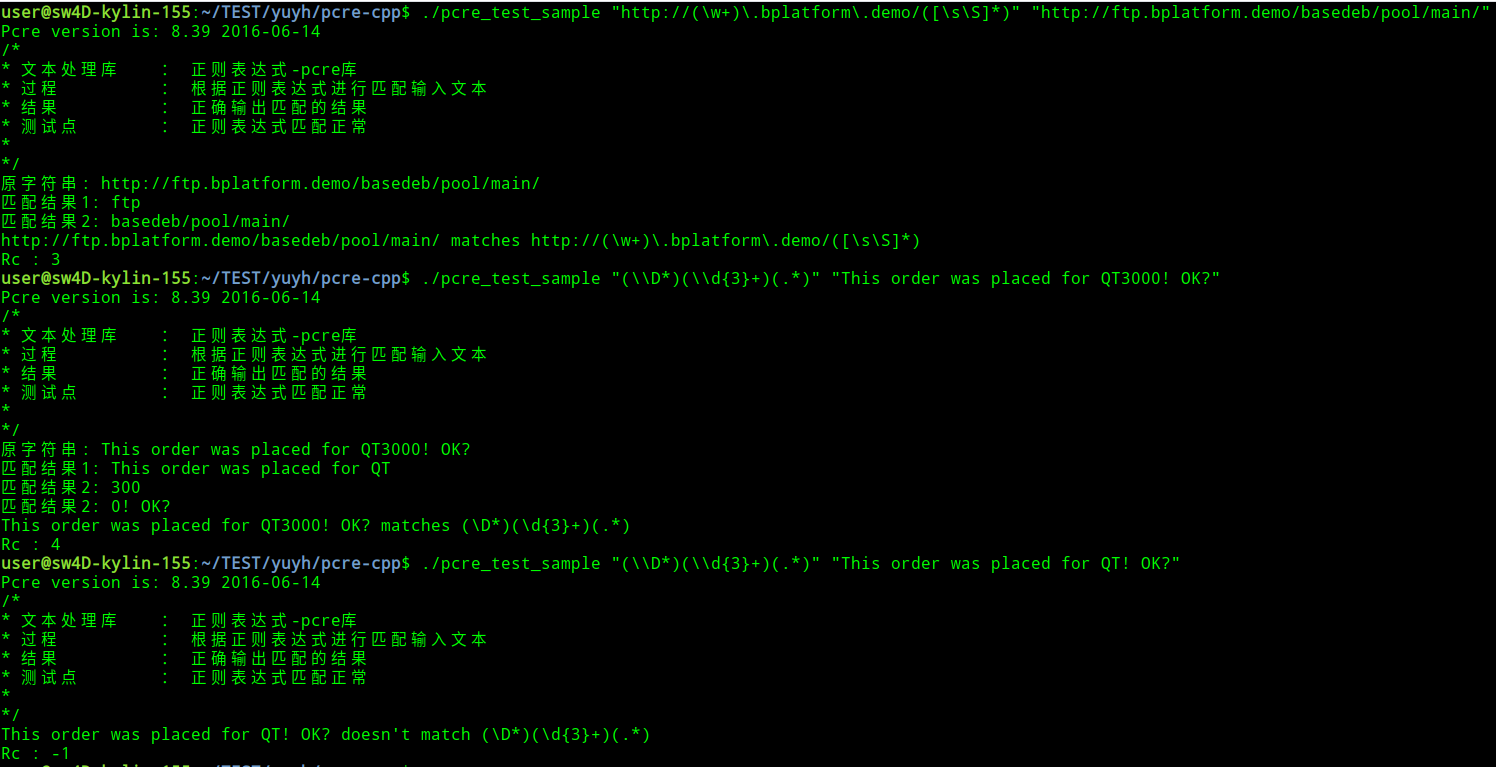 user@sw4D-kylin-155:~/TEST/yuyh/pcre-cpp$ ./pcre_test_sample "http://(\w+)\.bplatform\.demo/([\s\S]*)" "http://ftp.bplatform.demo/basedeb/pool/main/"
Pcre version is: 8.39 2016-06-14
/*
* 文本处理库 : 正则表达式-pcre库
* 过程 : 根据正则表达式进行匹配输入文本
* 结果 : 正确输出匹配的结果
* 测试点 : 正则表达式匹配正常
*
*/
原字符串: http://ftp.bplatform.demo/basedeb/pool/main/
匹配结果1: ftp
匹配结果2: basedeb/pool/main/
http://ftp.bplatform.demo/basedeb/pool/main/ matches http://(\w+)\.bplatform\.demo/([\s\S]*)
Rc : 3
user@sw4D-kylin-155:~/TEST/yuyh/pcre-cpp$ ./pcre_test_sample "(\\D*)(\\d{3}+)(.*)" "This order was placed for QT3000! OK?"
Pcre version is: 8.39 2016-06-14
/*
* 文本处理库 : 正则表达式-pcre库
* 过程 : 根据正则表达式进行匹配输入文本
* 结果 : 正确输出匹配的结果
* 测试点 : 正则表达式匹配正常
*
*/
原字符串: This order was placed for QT3000! OK?
匹配结果1: This order was placed for QT
匹配结果2: 300
匹配结果2: 0! OK?
This order was placed for QT3000! OK? matches (\D*)(\d{3}+)(.*)
Rc : 4
user@sw4D-kylin-155:~/TEST/yuyh/pcre-cpp$ ./pcre_test_sample "(\\D*)(\\d{3}+)(.*)" "This order was placed for QT! OK?"
Pcre version is: 8.39 2016-06-14
/*
* 文本处理库 : 正则表达式-pcre库
* 过程 : 根据正则表达式进行匹配输入文本
* 结果 : 正确输出匹配的结果
* 测试点 : 正则表达式匹配正常
*
*/
This order was placed for QT! OK? doesn't match (\D*)(\d{3}+)(.*)
Rc : -1